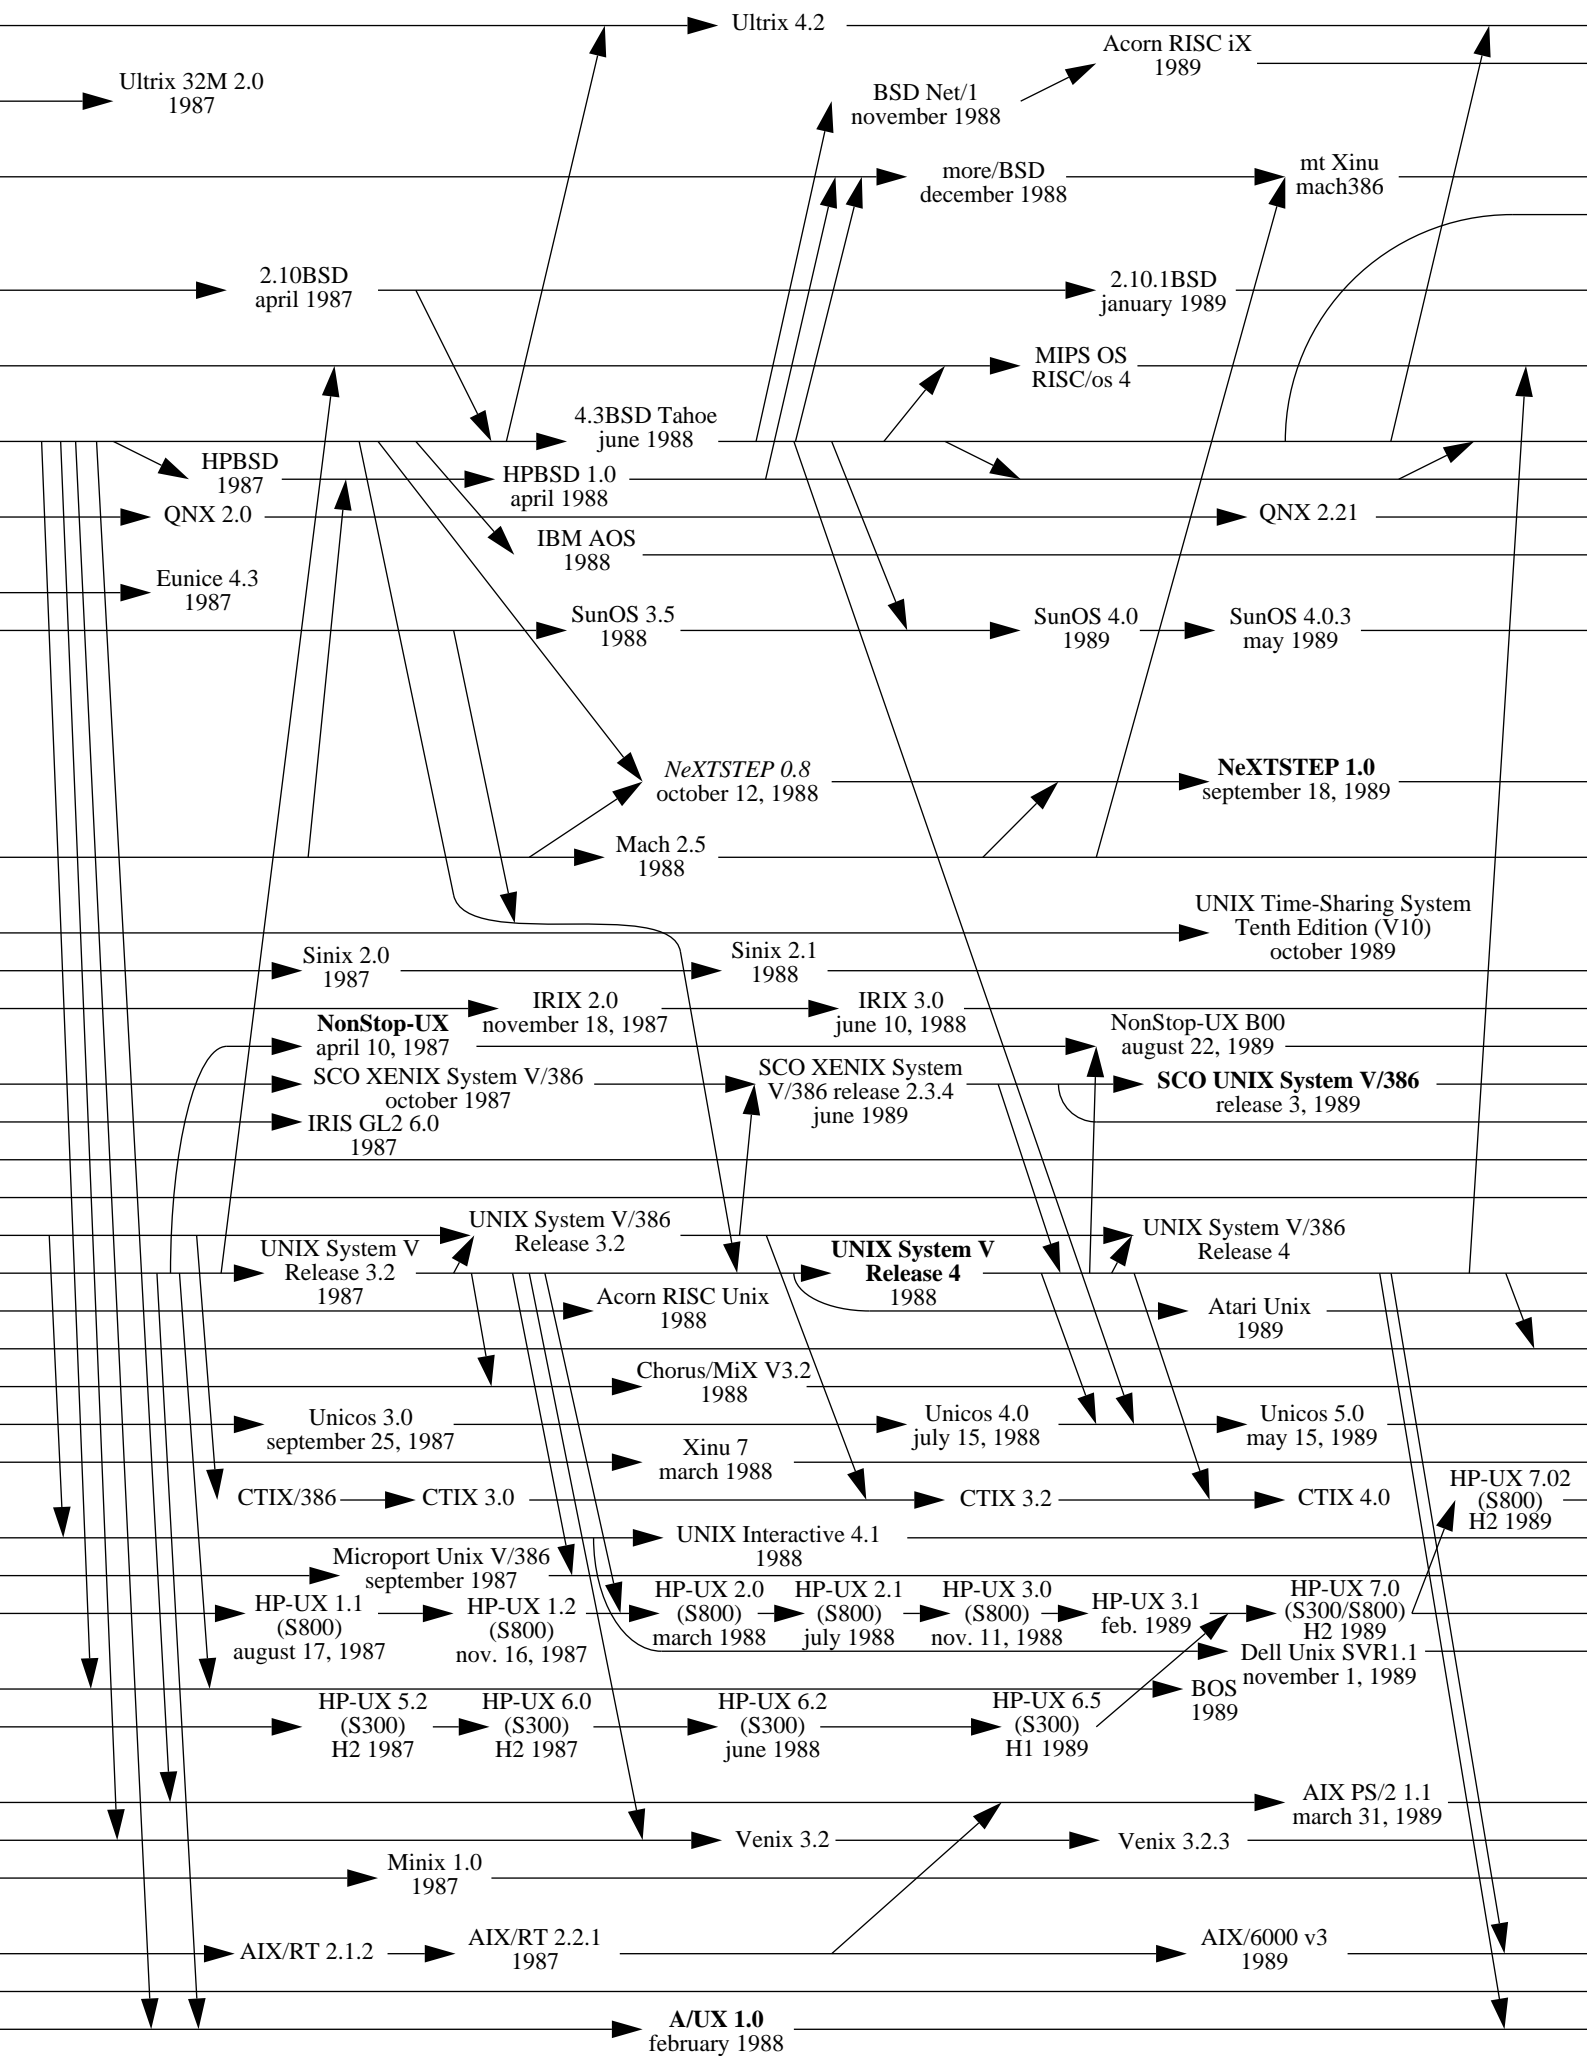 Ultrix 4.2
Acorn RISC iX
1989
Ultrix 32M 2.0
1987
BSD Net/1
november 1988
more/BSD
december 1988
mt Xinu
mach386
2.10BSD
april 1987
2.10.1BSD
january 1989
MIPS OS
RISC/os 4
4.3BSD Tahoe
june 1988
HPBSD
1987
HPBSD 1.0
april 1988
QNX 2.0
QNX 2.21
IBM AOS
1988
Eunice 4.3
1987
SunOS 3.5
1988
SunOS 4.0
1989
SunOS 4.0.3
may 1989
NeXTSTEP 0.8
october 12, 1988
NeXTSTEP 1.0
september 18, 1989
Mach 2.5
1988
UNIX Time-Sharing System
Tenth Edition (V10)
october 1989
Sinix 2.0
1987
Sinix 2.1
1988
IRIX 2.0
november 18, 1987
IRIX 3.0
june 10, 1988
NonStop-UX
april 10, 1987
NonStop-UX B00
august 22, 1989
SCO XENIX System V/386
october 1987
SCO XENIX System
V/386 release 2.3.4
june 1989
SCO UNIX System V/386
release 3, 1989
IRIS GL2 6.0
1987
UNIX System V/386
Release 3.2
UNIX System V/386
Release 4
UNIX System V
Release 3.2
1987
UNIX System V
Release 4
1988
Acorn RISC Unix
1988
Atari Unix
1989
Chorus/MiX V3.2
1988
Unicos 3.0
september 25, 1987
Unicos 4.0
july 15, 1988
Unicos 5.0
may 15, 1989
Xinu 7
march 1988
CTIX/386
CTIX 3.0
CTIX 3.2
CTIX 4.0
HP-UX 7.02
(S800)
H2 1989
UNIX Interactive 4.1
1988
Microport Unix V/386
september 1987
HP-UX 1.1
(S800)
august 17, 1987
HP-UX 1.2
(S800)
nov. 16, 1987
HP-UX 2.0
(S800)
march 1988
HP-UX 2.1
(S800)
july 1988
HP-UX 3.0
(S800)
nov. 11, 1988
HP-UX 3.1
feb. 1989
HP-UX 7.0
(S300/S800)
H2 1989
Dell Unix SVR1.1
november 1, 1989
BOS
1989
HP-UX 5.2
(S300)
H2 1987
HP-UX 6.0
(S300)
H2 1987
HP-UX 6.2
(S300)
june 1988
HP-UX 6.5
(S300)
H1 1989
AIX PS/2 1.1
march 31, 1989
Venix 3.2
Venix 3.2.3
Minix 1.0
1987
AIX/RT 2.1.2
AIX/RT 2.2.1
1987
AIX/6000 v3
1989
A/UX 1.0
february 1988